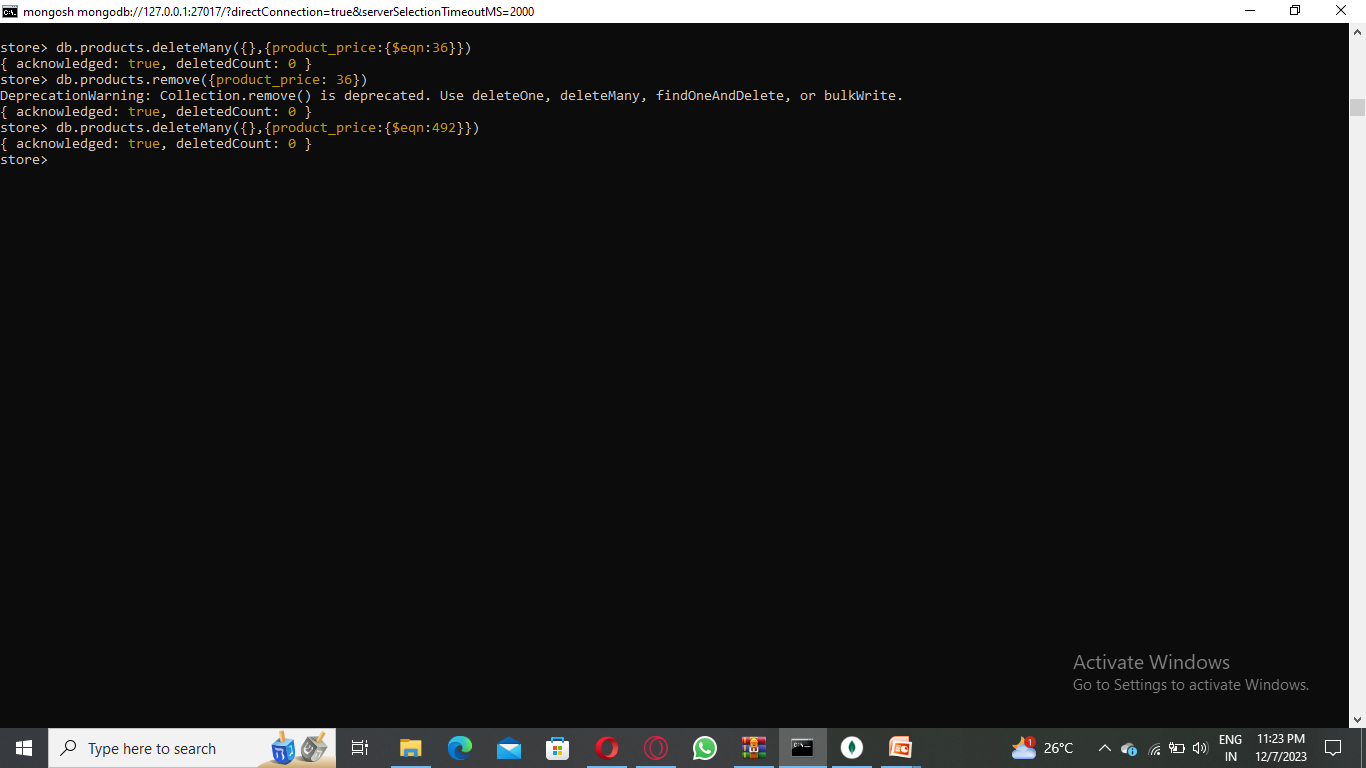 mongosh mongodb://127.0.0.1:27017/?directConnection=true&serverSelectionTimeoutMS=2000
store> db.products.deleteMany({},{product_price:{$eqn:36}})
{ acknowledged: true, deletedCount: 0 }
store> db.products.remove({product_price: 36})
DeprecationWarning: Collection.remove() is deprecated. Use deleteOne, deleteMany, findOneAndDelete, or bulkWrite.
{ acknowledged: true, deletedCount: 0 }
store> db.products.deleteMany({},{product_price:{$eqn:492}})
{ acknowledged: true, deletedCount: 0 }
store>
Activate Windows
Go to Settings to activate Windows.
Type here to search
1
26°C
ENG
IN
11:23 PM
12/7/2023